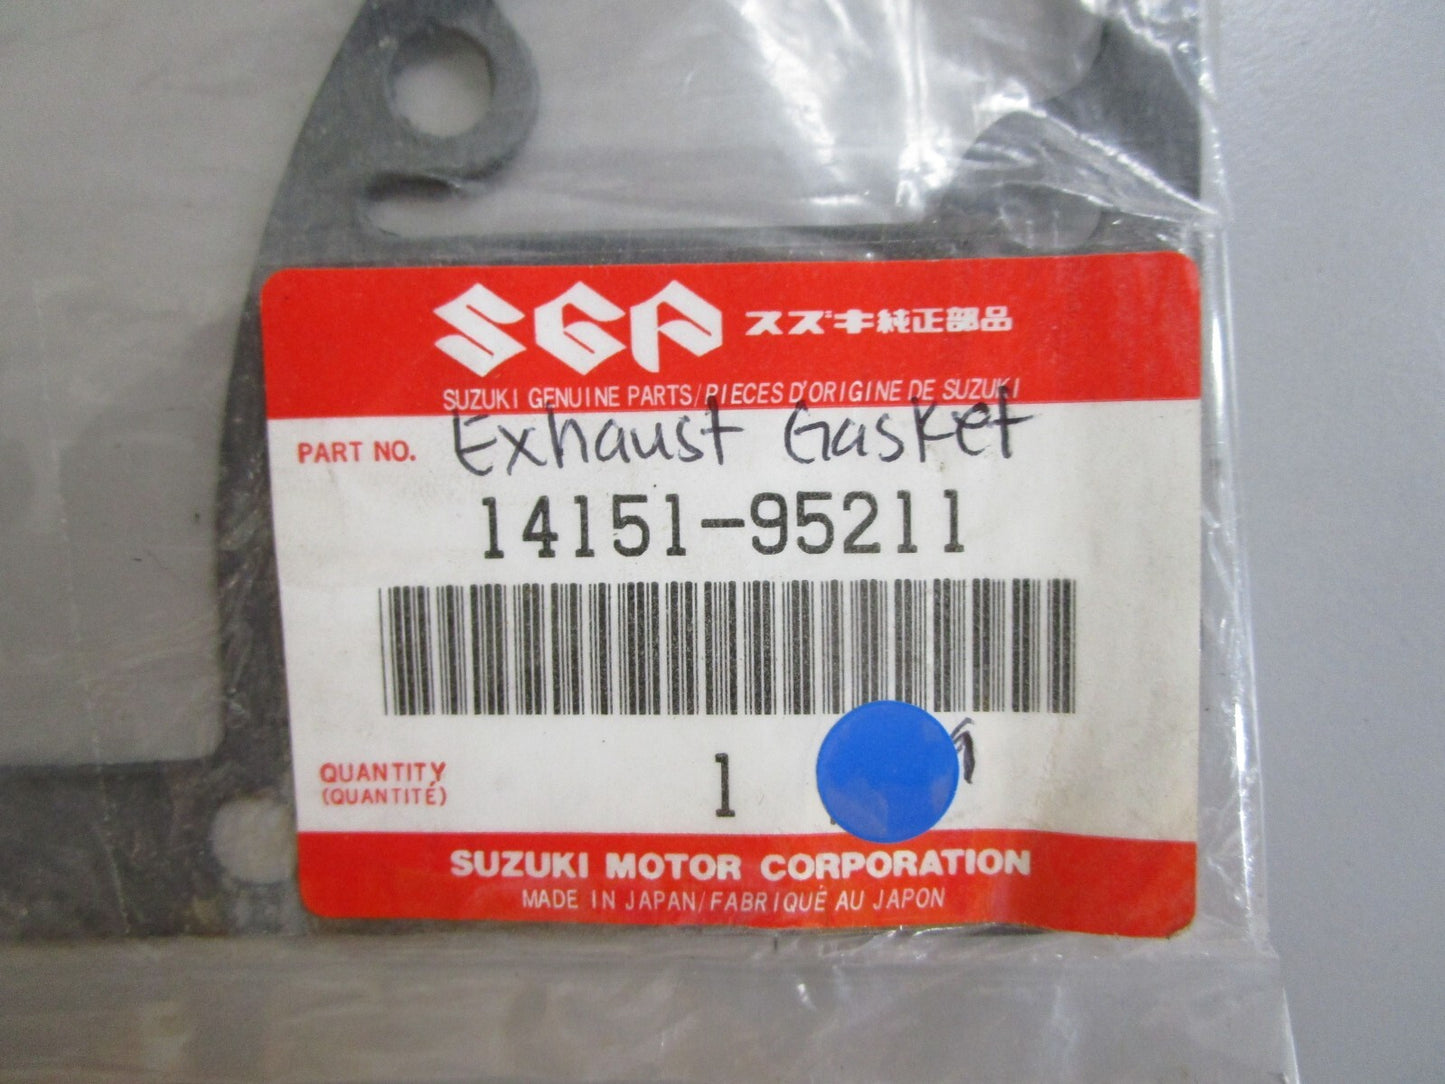 SGP スズキ純正部品
SUZUKI GENUINE PARTS/PIECES D'ORIGINE DE SUZUKI
PART NO. Exhaust Gasket
14151-95211
QUANTITY 1
(QUANTITÉ)
SUZUKI MOTOR CORPORATION
MADE IN JAPAN/FABRIQUÉ AU JAPON